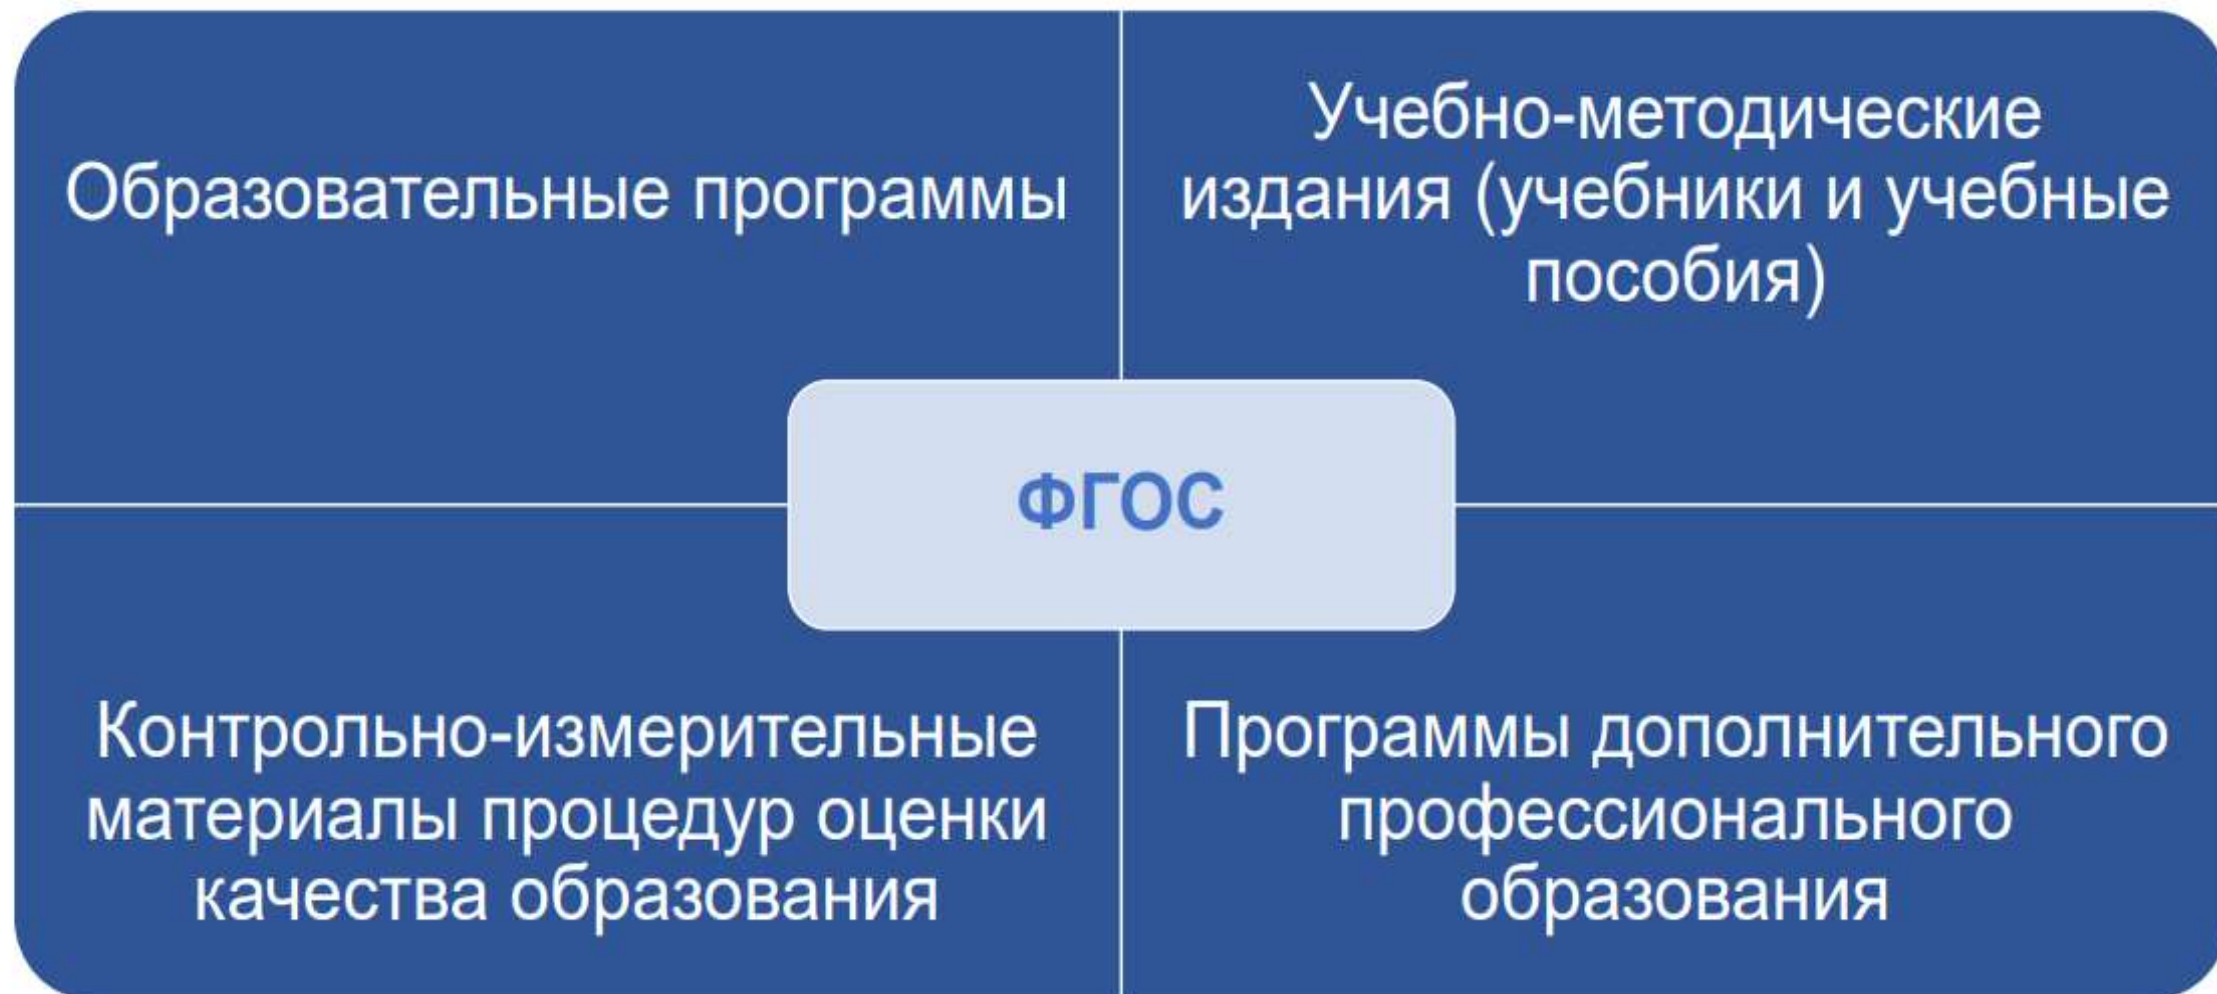 Образовательные программы
Учебно-методические
издания (учебники и учебные
пособия)
ФГОС
Контрольно-измерительные
материалы процедур оценки
качества образования
Программы дополнительного
профессионального
образования